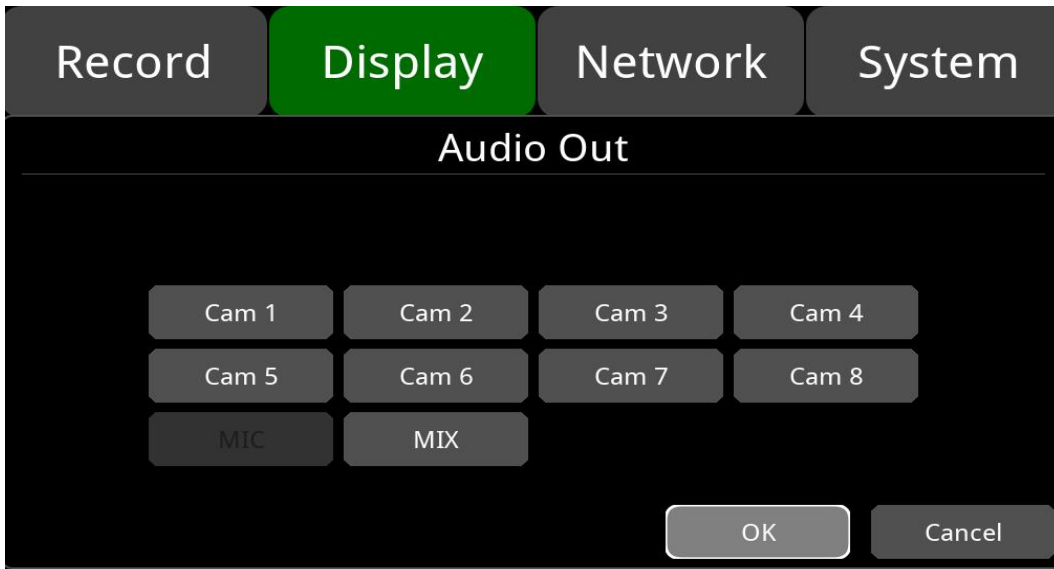 Record Display Network System
Audio Out
Cam 1 Cam 2 Cam 3 Cam 4
Cam 5 Cam 6 Cam 7 Cam 8
MIC MIX
OK Cancel